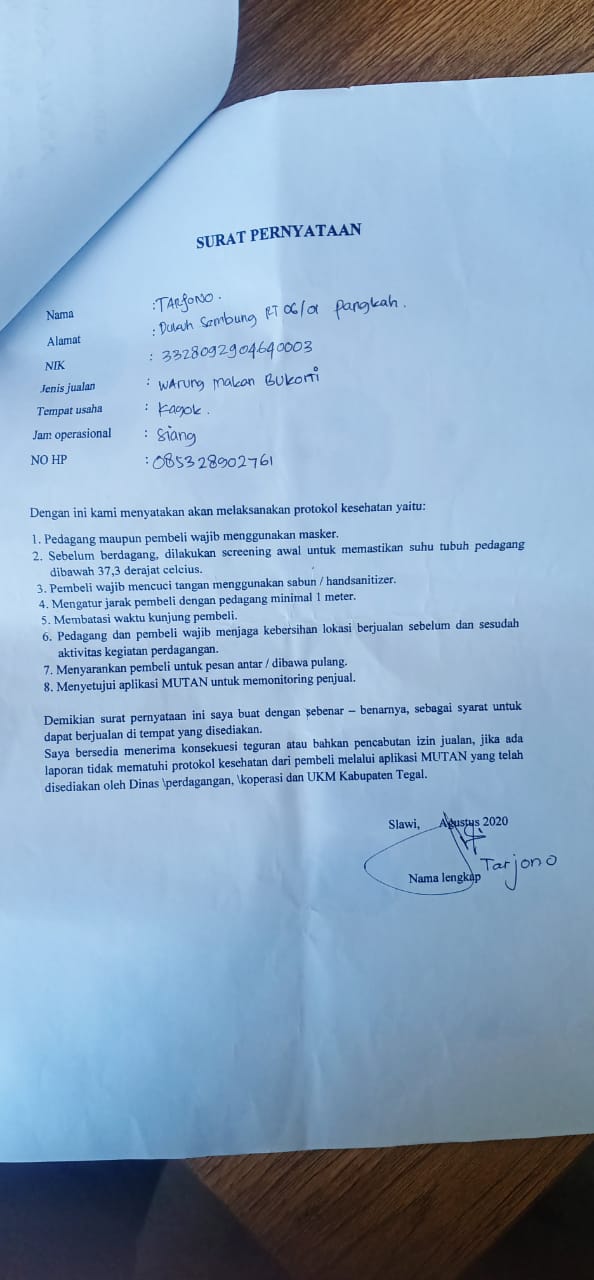 SURAT PERNYATAAN
Nama : TARJONO.
Alamat : Dukuh Sembung RT 06/01 Pangkah.
NIK : 3328092904640003
Jenis jualan : Warung Makan Bukorti
Tempat usaha : Kagok.
Jam operasional : Siang
NO HP : 085328902761
Dengan ini kami menyatakan akan melaksanakan protokol kesehatan yaitu:
1. Pedagang maupun pembeli wajib menggunakan masker.
2. Sebelum berdagang, dilakukan screening awal untuk memastikan suhu tubuh pedagang
dibawah 37,3 derajat celcius.
3. Pembeli wajib mencuci tangan menggunakan sabun / handsanitizer.
4. Mengatur jarak pembeli dengan pedagang minimal 1 meter.
5. Membatasi waktu kunjung pembeli.
6. Pedagang dan pembeli wajib menjaga kebersihan lokasi berjualan sebelum dan sesudah
aktivitas kegiatan perdagangan.
7. Menyarankan pembeli untuk pesan antar / dibawa pulang.
8. Menyetujui aplikasi MUTAN untuk memonitoring penjual.
Demikian surat pernyataan ini saya buat dengan sebenar – benarnya, sebagai syarat untuk
dapat berjualan di tempat yang disediakan.
Saya bersedia menerima konsekuesi teguran atau bahkan pencabutan izin jualan, jika ada
laporan tidak mematuhi protokol kesehatan dari pembeli melalui aplikasi MUTAN yang telah
disediakan oleh Dinas \perdagangan, \koperasi dan UKM Kabupaten Tegal.
Slawi, Agustus 2020
Tarjono
Nama lengkap